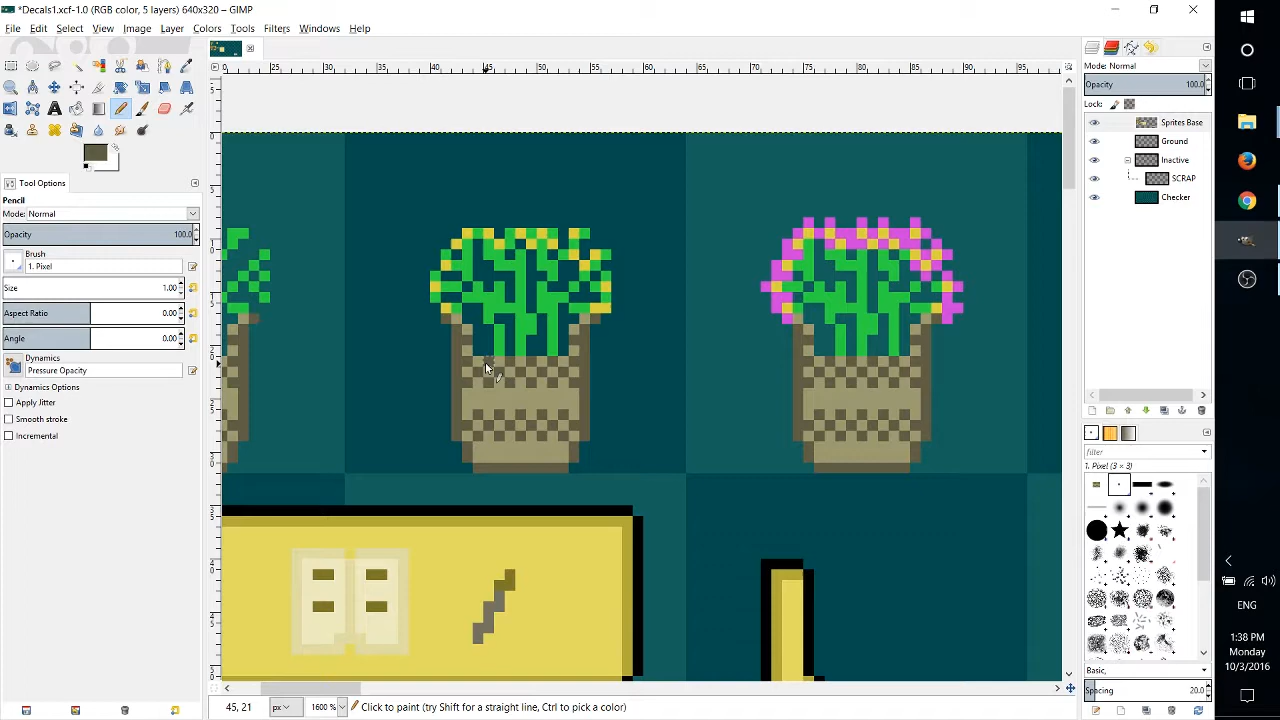 *Decals1.xcf-1.0 (RGB color, 5 layers) 640x320 – GIMP
File Edit Select View Image Layer Colors Tools Filters Windows Help
Mode: Normal
Opacity 100.0
Lock:
Sprites Base
Ground
Inactive
SCRAP
Checker
Tool Options
Pencil
Mode: Normal
Opacity 100.0
Brush
1. Pixel
Size 1.00
Aspect Ratio 0.00
Angle 0.00
Dynamics
Pressure Opacity
Dynamics Options
Apply Jitter
Smooth stroke
Incremental
filter
1. Pixel (3 × 3)
Basic,
Spacing 20.0
45, 21 px 1600 % Click to paint (try Shift for a straight line, Ctrl to pick a color)
ENG
1:38 PM
Monday
10/3/2016